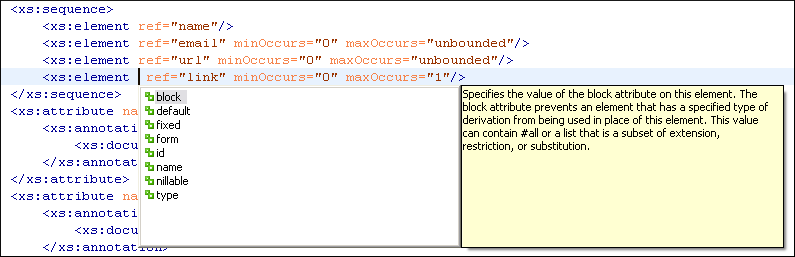 <xs:sequence>
<xs:element ref="name"/>
<xs:element ref="email" minOccurs="0" maxOccurs="unbounded"/>
<xs:element ref="url" minOccurs="0" maxOccurs="unbounded"/>
<xs:element ref="link" minOccurs="0" maxOccurs="1"/>
</xs:sequence>
<xs:attribute na
<xs:annotati
<xs:docu
</xs:annotati
</xs:attribute>
<xs:attribute na
<xs:annotati
<xs:docu
</xs:annotation>
block
default
fixed
form
id
name
nillable
type
Specifies the value of the block attribute on this element. The
block attribute prevents an element that has a specified type of
derivation from being used in place of this element. This value
can contain #all or a list that is a subset of extension,
restriction, or substitution.